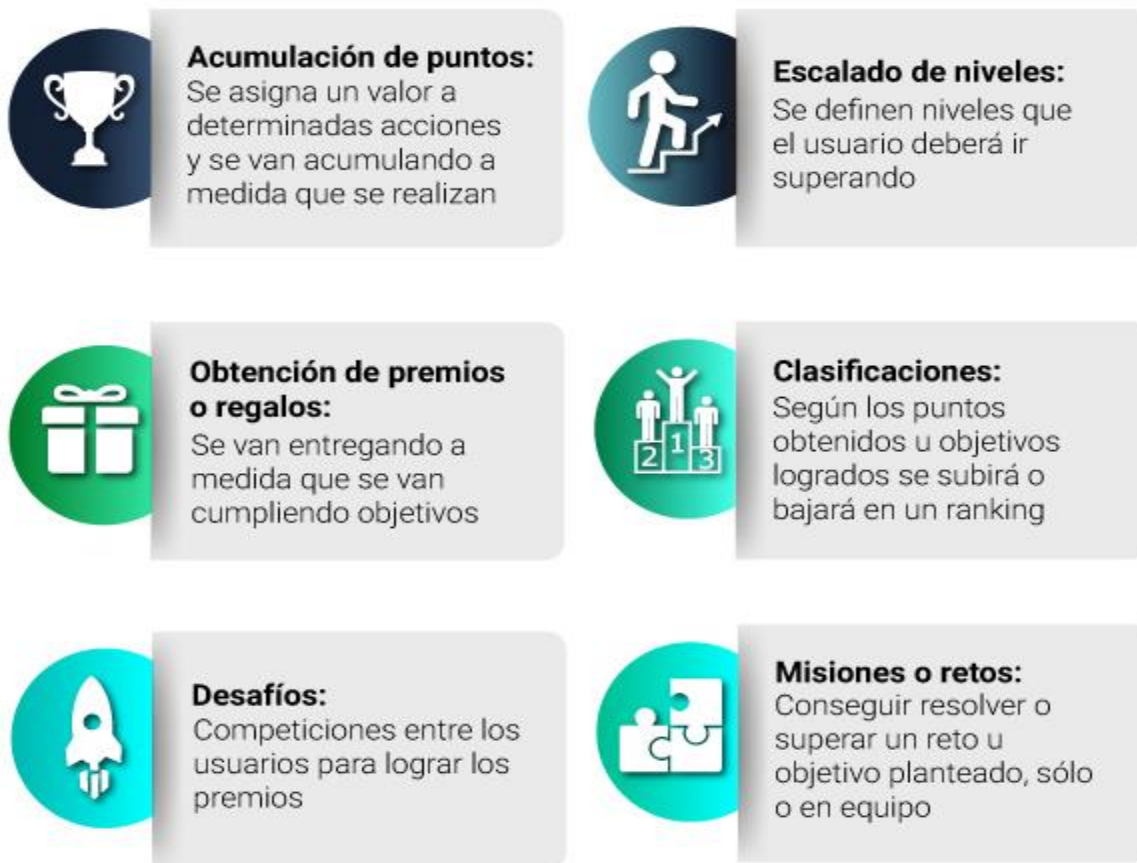 Acumulación de puntos:
Se asigna un valor a
determinadas acciones
y se van acumulando a
medida que se realizan
Escalado de niveles:
Se definen niveles que
el usuario deberá ir
superando
Obtención de premios
o regalos:
Se van entregando a
medida que se van
cumpliendo objetivos
Clasificaciones:
Según los puntos
obtenidos u objetivos
logrados se subirá o
bajará en un ranking
2 1 3
Desafíos:
Competiciones entre los
usuarios para lograr los
premios
Misiones o retos:
Conseguir resolver o
superar un reto u
objetivo planteado, sólo
o en equipo